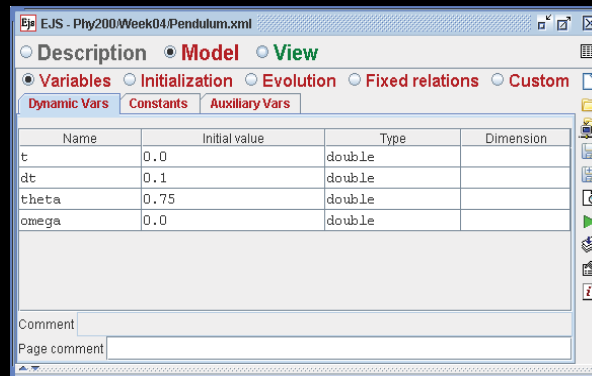 Ejs EJS - Phy200/Week04/Pendulum.xml
Description Model View
Variables Initialization Evolution Fixed relations Custom
Dynamic Vars Constants Auxiliary Vars
Name Initial value Type Dimension
t 0.0 double
dt 0.1 double
theta 0.75 double
omega 0.0 double
Comment
Page comment